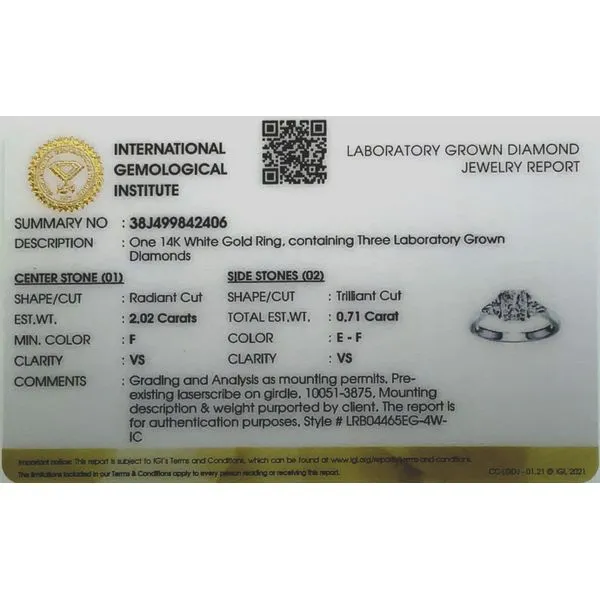 INTERNATIONAL
GEMOLOGICAL
INSTITUTE
LABORATORY GROWN DIAMOND
JEWELRY REPORT
SUMMARY NO : 38J499842406
DESCRIPTION : One 14K White Gold Ring, containing Three Laboratory Grown
Diamonds
CENTER STONE (01)
SHAPE/CUT : Radiant Cut
EST.WT. : 2.02 Carats
MIN. COLOR : F
CLARITY : VS
SIDE STONES (02)
SHAPE/CUT : Trilliant Cut
TOTAL EST.WT. : 0.71 Carat
COLOR : E - F
CLARITY : VS
COMMENTS : Grading and Analysis as mounting permits. Pre-
existing laserscribe on girdle, 10051-3875, Mounting
description & weight purported by client. The report is
for authentication purposes. Style # LRB04465EG-4W-
IC
Important notice: This report is subject to IGI's Terms and Conditions, which can be found at www.igi.org/reports/terms-and-conditions.
The limitations included in our Terms & Conditions apply to every person reading or receiving this report.
CC-(GD) - 01.21 © IGI, 2021